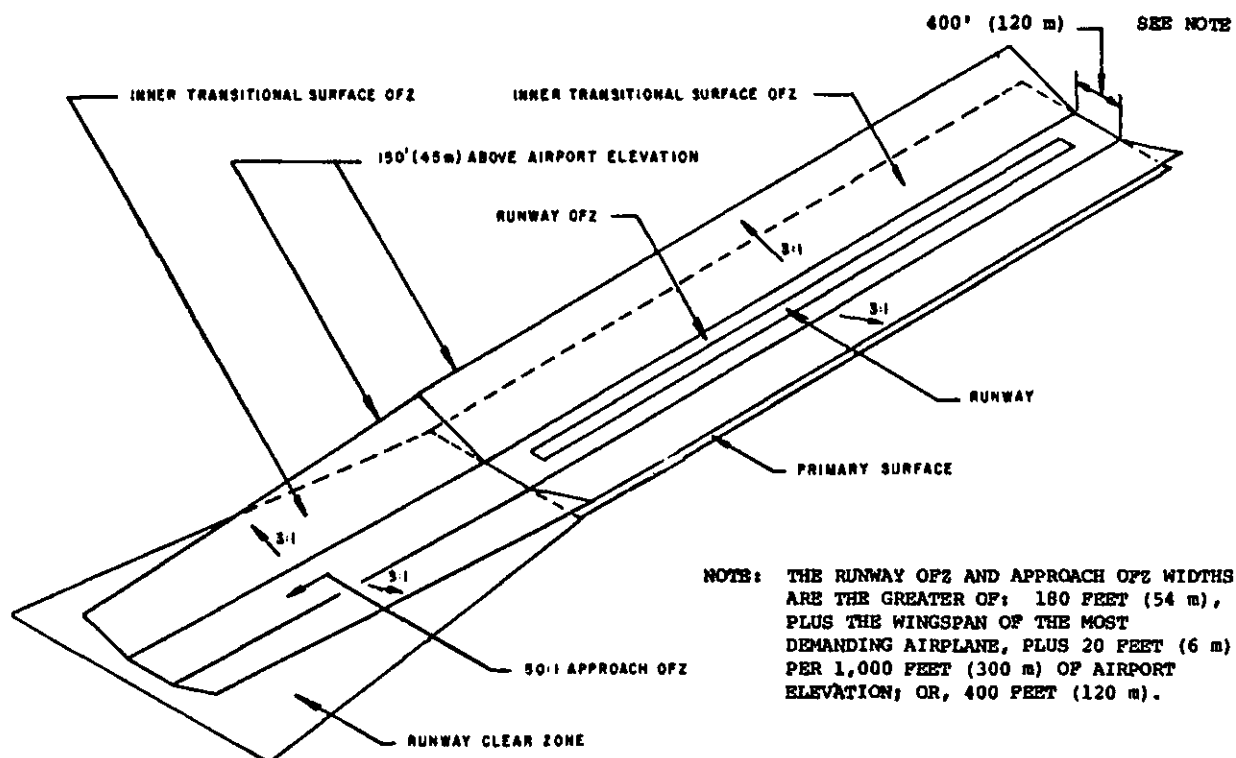 400' (120 m) SEE NOTE
INNER TRANSITIONAL SURFACE OFZ
INNER TRANSITIONAL SURFACE OFZ
150' (45m) ABOVE AIRPORT ELEVATION
RUNWAY OFZ
3:1
3:1
RUNWAY
PRIMARY SURFACE
3:1
3:1
50:1 APPROACH OFZ
RUNWAY CLEAR ZONE
NOTE: THE RUNWAY OFZ AND APPROACH OFZ WIDTHS
ARE THE GREATER OF: 180 FEET (54 m),
PLUS THE WINGSPAN OF THE MOST
DEMANDING AIRPLANE, PLUS 20 FEET (6 m)
PER 1,000 FEET (300 m) OF AIRPORT
ELEVATION; OR, 400 FEET (120 m).